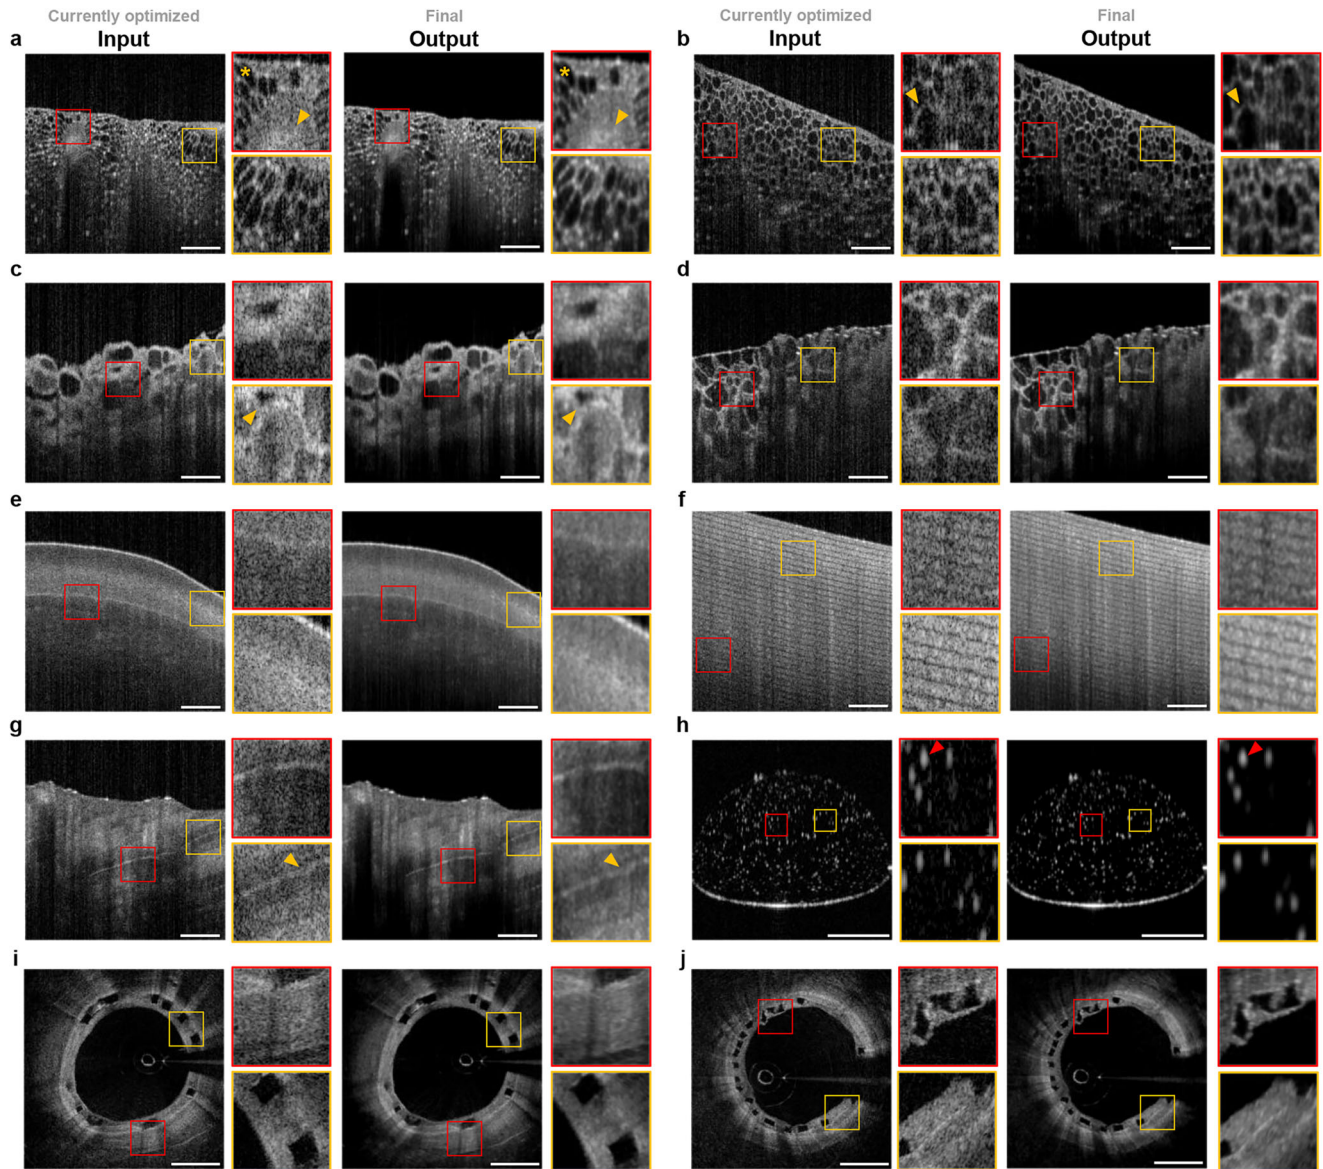 Currently optimized Final Currently optimized Final
a Input Output b Input Output
* *
c d
e f
g h
i j